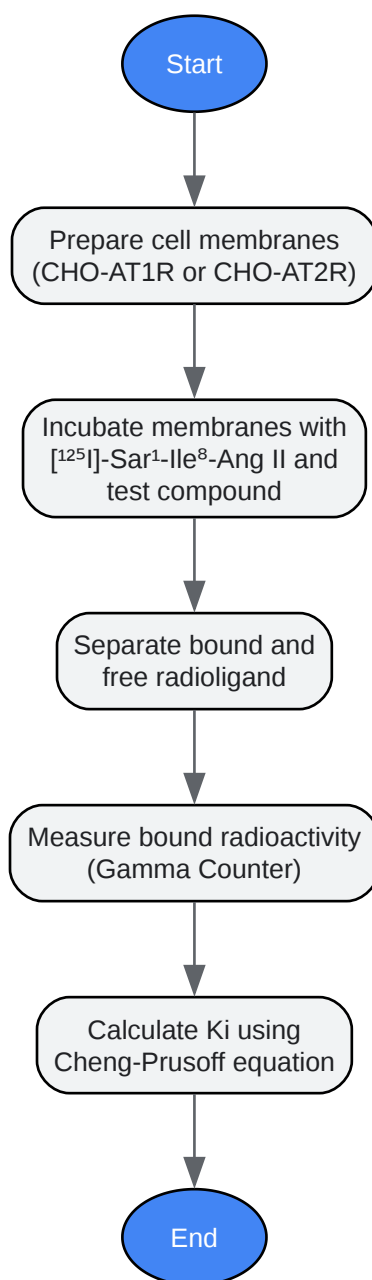 Start
Prepare cell membranes
(CHO-AT1R or CHO-AT2R)
Incubate membranes with
[¹²⁵I]-Sar¹-Ile⁸-Ang II and
test compound
Separate bound and
free radioligand
Measure bound radioactivity
(Gamma Counter)
Calculate Ki using
Cheng-Prusoff equation
End